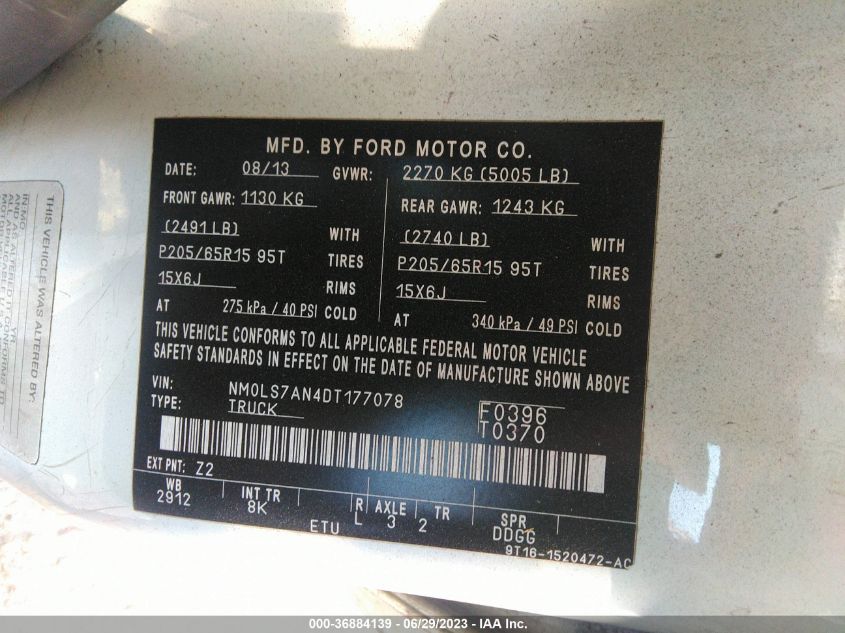 MFD. BY FORD MOTOR CO.
DATE: 08/13 GVWR: 2270 KG (5005 LB)
FRONT GAWR: 1130 KG REAR GAWR: 1243 KG
(2491 LB) WITH (2740 LB) WITH
P205/65R15 95T TIRES P205/65R15 95T TIRES
15X6J RIMS 15X6J RIMS
AT 275 kPa / 40 PSI COLD AT 340 kPa / 49 PSI COLD
THIS VEHICLE CONFORMS TO ALL APPLICABLE FEDERAL MOTOR VEHICLE
SAFETY STANDARDS IN EFFECT ON THE DATE OF MANUFACTURE SHOWN ABOVE
VIN: NM0LS7AN4DT177078 F0396
TYPE: TRUCK T0370
EXT PNT: Z2
WB INT TR R AXLE TR SPR
2912 8K L 3 2 DDGG
ETU 9T16-1520472-AC
THIS VEHICLE WAS ALTERED BY:
000-36884139 - 06/29/2023 - IAA Inc.